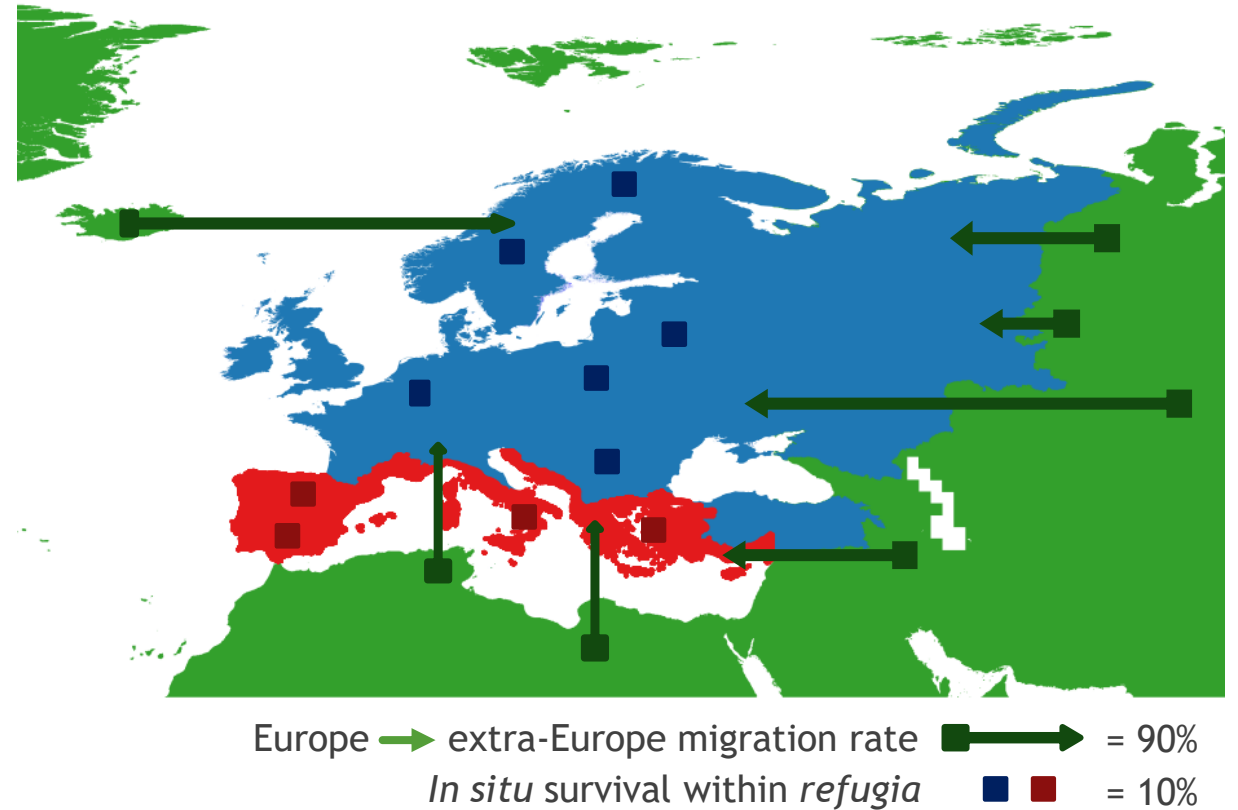 Europe → extra-Europe migration rate = 90%
In situ survival within refugia = 10%